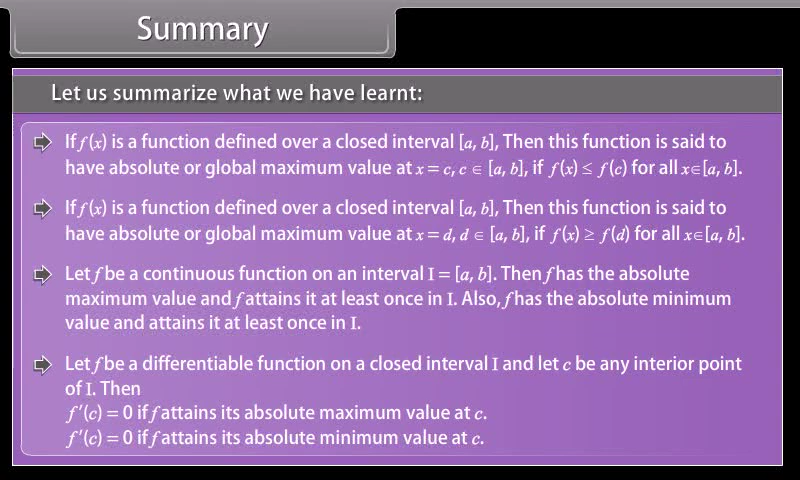 Summary
Let us summarize what we have learnt:
If f (x) is a function defined over a closed interval [a, b], Then this function is said to
have absolute or global maximum value at x = c, c ∈ [a, b], if f (x) ≤ f (c) for all x∈[a, b].
If f (x) is a function defined over a closed interval [a, b], Then this function is said to
have absolute or global maximum value at x = d, d ∈ [a, b], if f (x) ≥ f (d) for all x∈[a, b].
Let f be a continuous function on an interval I = [a, b]. Then f has the absolute
maximum value and f attains it at least once in I. Also, f has the absolute minimum
value and attains it at least once in I.
Let f be a differentiable function on a closed interval I and let c be any interior point
of I. Then
f ′(c) = 0 if f attains its absolute maximum value at c.
f ′(c) = 0 if f attains its absolute minimum value at c.